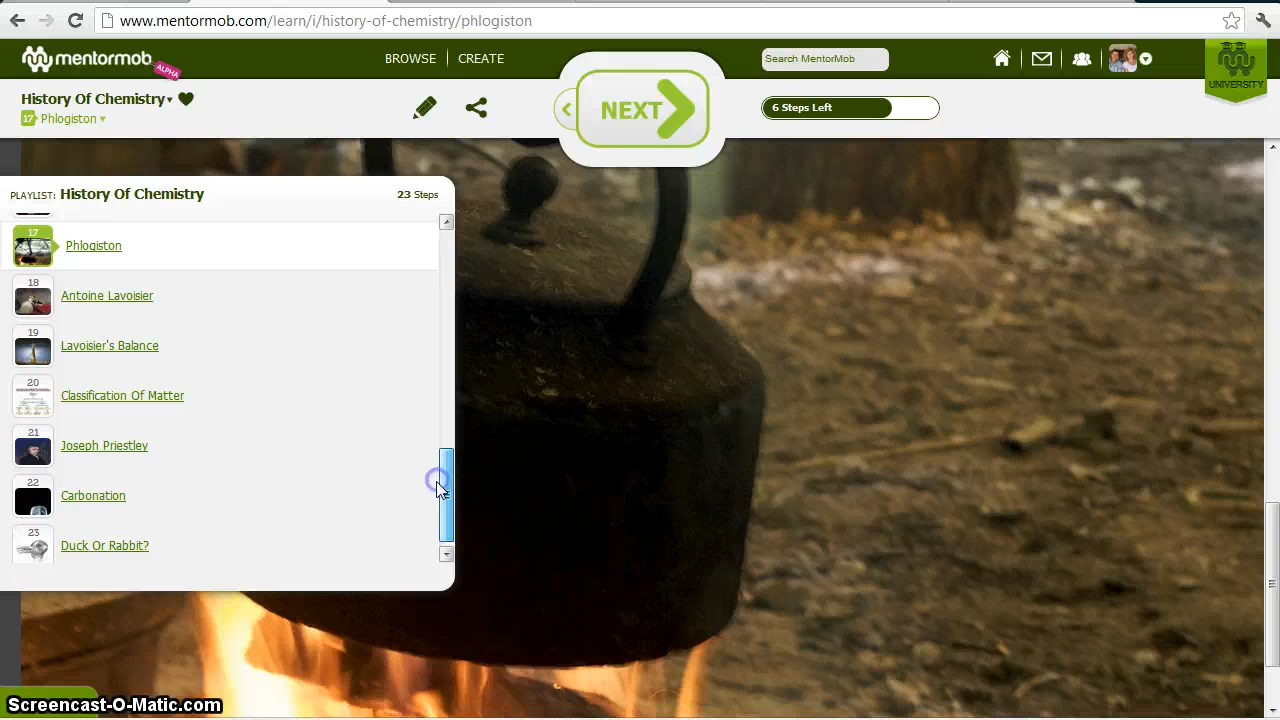 www.mentormob.com/learn/i/history-of-chemistry/phlogiston
mentormob
ALPHA
BROWSE
CREATE
Search MentorMob
UNIVERSITY
History Of Chemistry
17 Phlogiston
NEXT
6 Steps Left
PLAYLIST: History Of Chemistry
23 Steps
17
Phlogiston
18
Antoine Lavoisier
19
Lavoisier's Balance
20
Classification Of Matter
21
Joseph Priestley
22
Carbonation
23
Duck Or Rabbit?
Screencast-O-Matic.com